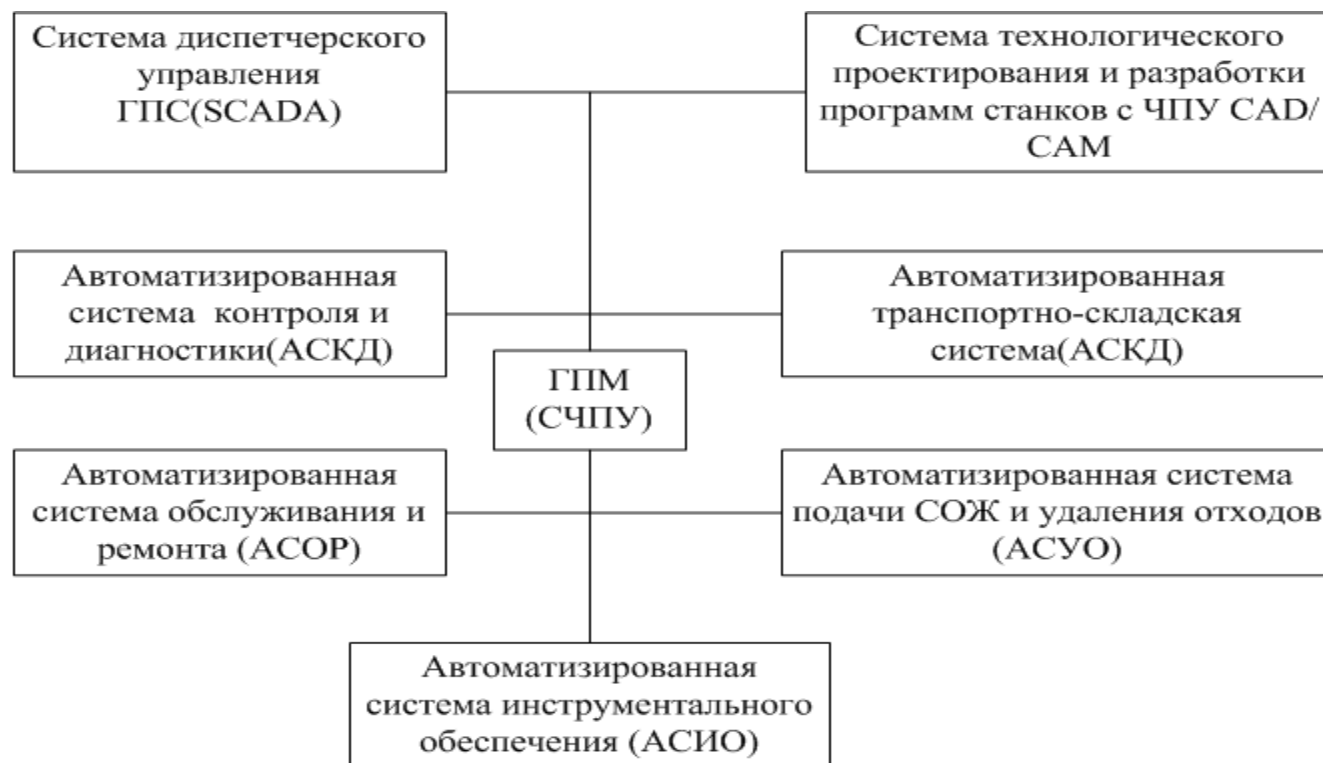 Система диспетчерского
управления
ГПС(SCADA)
Система технологического
проектирования и разработки
программ станков с ЧПУ CAD/
CAM
Автоматизированная
система контроля и
диагностики(АСКД)
Автоматизированная
транспортно-складская
система(АСКД)
ГПМ
(СЧПУ)
Автоматизированная
система обслуживания и
ремонта (АСОР)
Автоматизированная система
подачи СОЖ и удаления отходов
(АСУО)
Автоматизированная
система инструментального
обеспечения (АСИО)